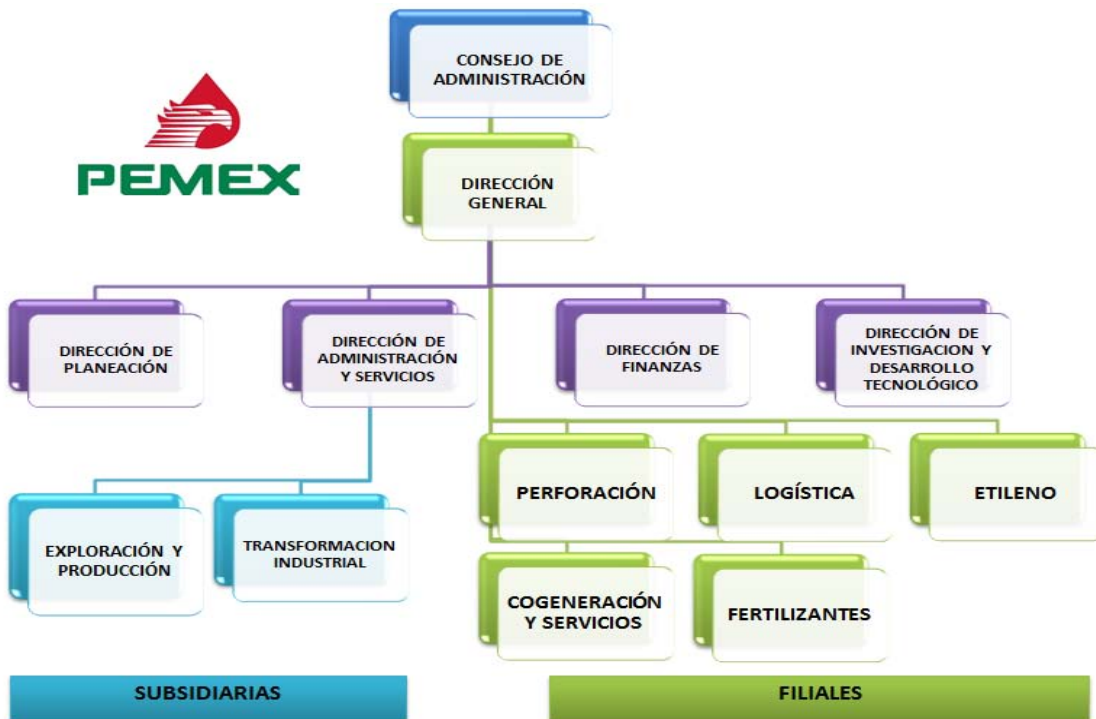 CONSEJO DE
ADMINISTRACIÓN
PEMEX
DIRECCIÓN
GENERAL
DIRECCIÓN DE
PLANEACIÓN
DIRECCIÓN DE
ADMINISTRACIÓN
Y SERVICIOS
DIRECCIÓN DE
FINANZAS
DIRECCIÓN DE
INVESTIGACION Y
DESARROLLO
TECNOLÓGICO
PERFORACIÓN
LOGÍSTICA
ETILENO
EXPLORACIÓN Y
PRODUCCIÓN
TRANSFORMACION
INDUSTRIAL
COGENERACIÓN
Y SERVICIOS
FERTILIZANTES
SUBSIDIARIAS
FILIALES